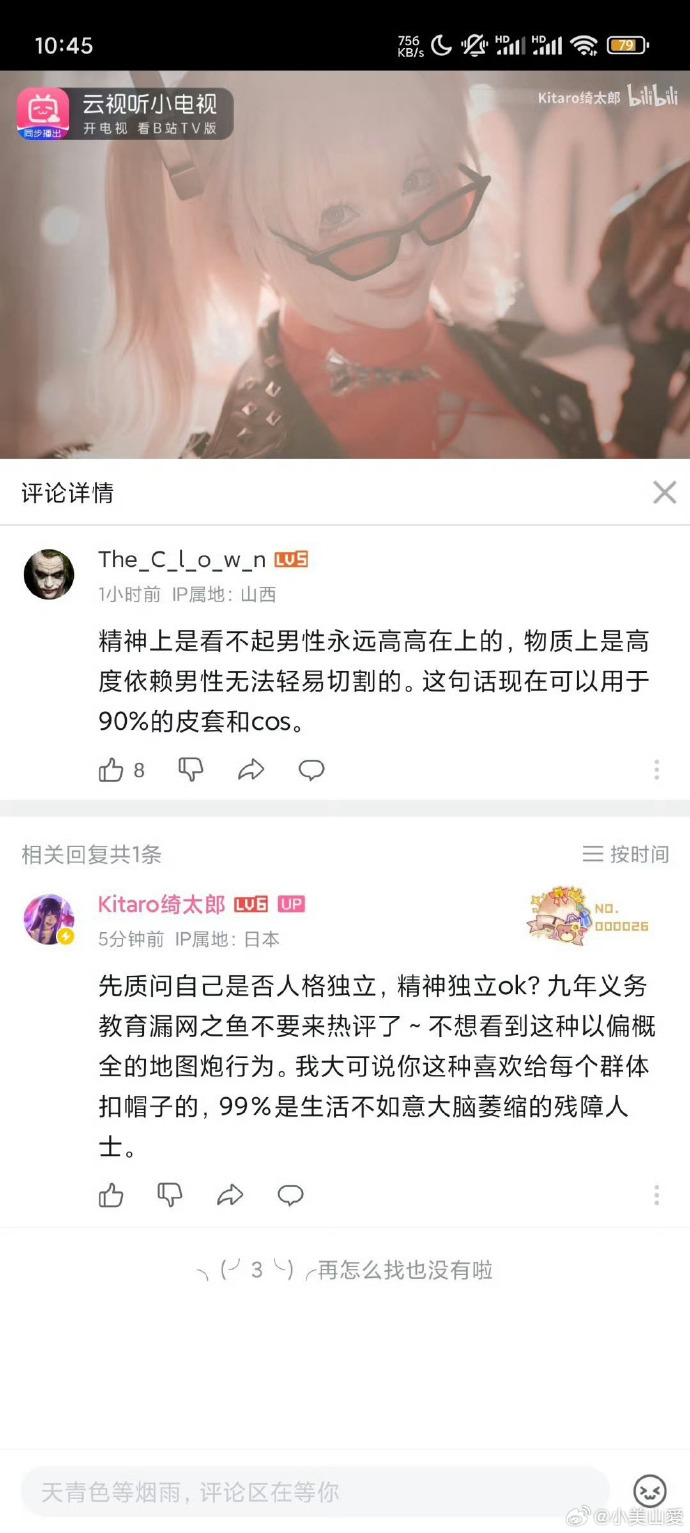 10:45
756
KB/s
HD
HD
79
云视听小电视
同步播出
开电视 看B站TV版
Kitaro绮太郎 bilibili
评论详情
The_C_l_o_w_n LV5
1小时前 IP属地：山西
精神上是看不起男性永远高高在上的，物质上是高
度依赖男性无法轻易切割的。这句话现在可以用于
90%的皮套和cos。
8
相关回复共1条
按时间
Kitaro绮太郎 LV6 UP
NO.
000026
5分钟前 IP属地：日本
先质问自己是否人格独立，精神独立ok? 九年义务
教育漏网之鱼不要来热评了~不想看到这种以偏概
全的地图炮行为。我大可说你这种喜欢给每个群体
扣帽子的，99%是生活不如意大脑萎缩的残障人
士。
╮(╯3╰)╭再怎么找也没有啦
天青色等烟雨，评论区在等你
@小美山愛